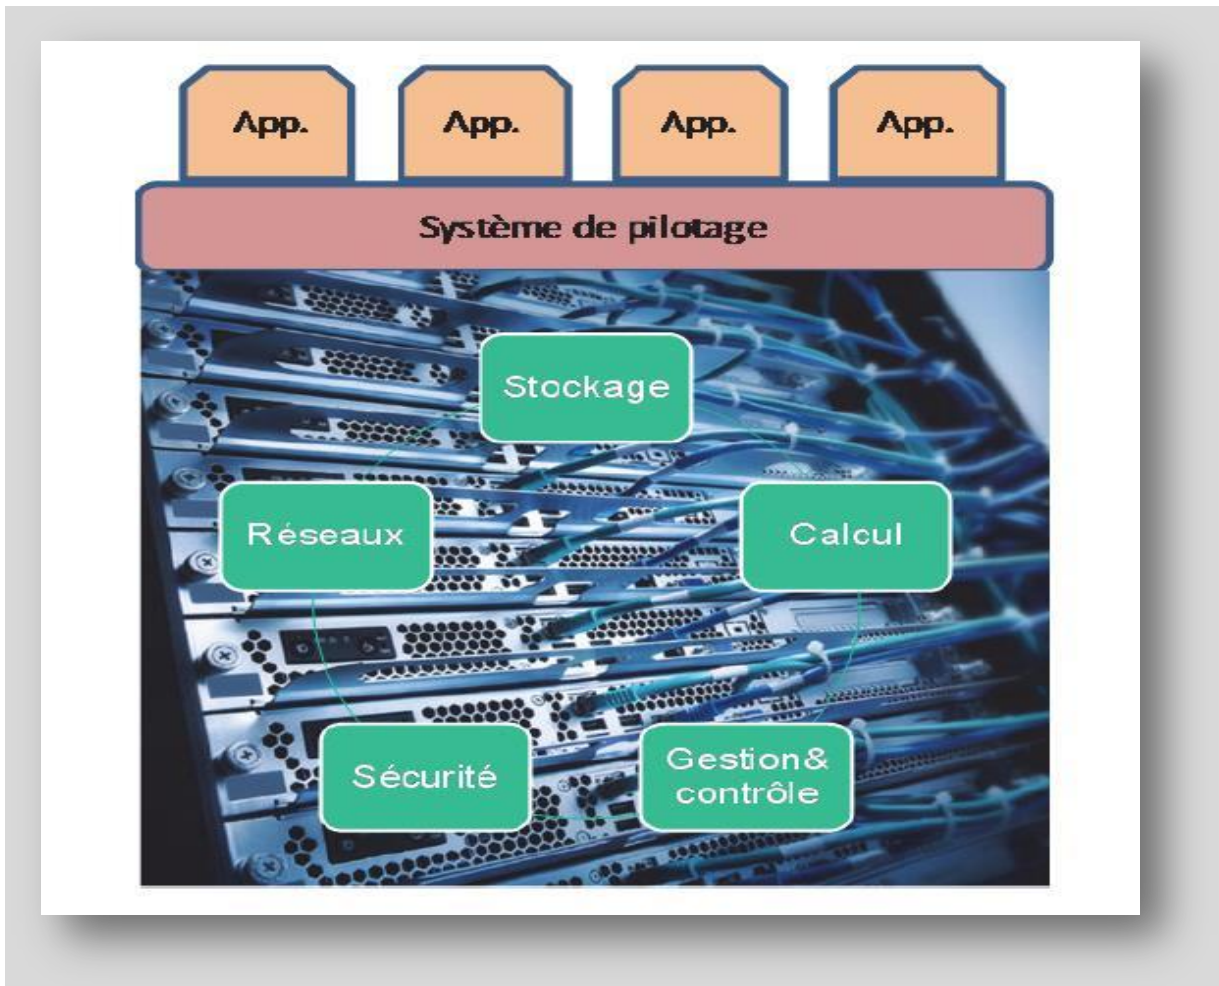 App. App. App. App.
Système de pilotage
Stockage
Réseaux Calcul
Sécurité
Gestion&
contrôle